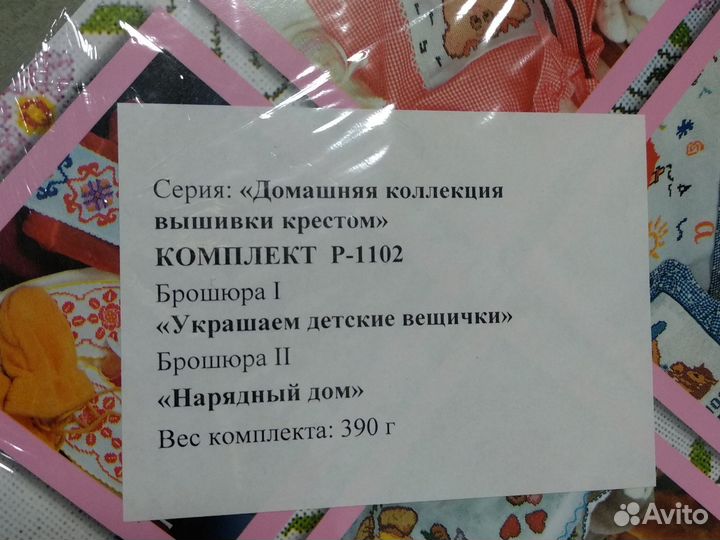 Серия: «Домашняя коллекция
вышивки крестом»
КОМПЛЕКТ Р-1102
Брошюра I
«Украшаем детские вещички»
Брошюра II
«Нарядный дом»
Вес комплекта: 390 г
Avito